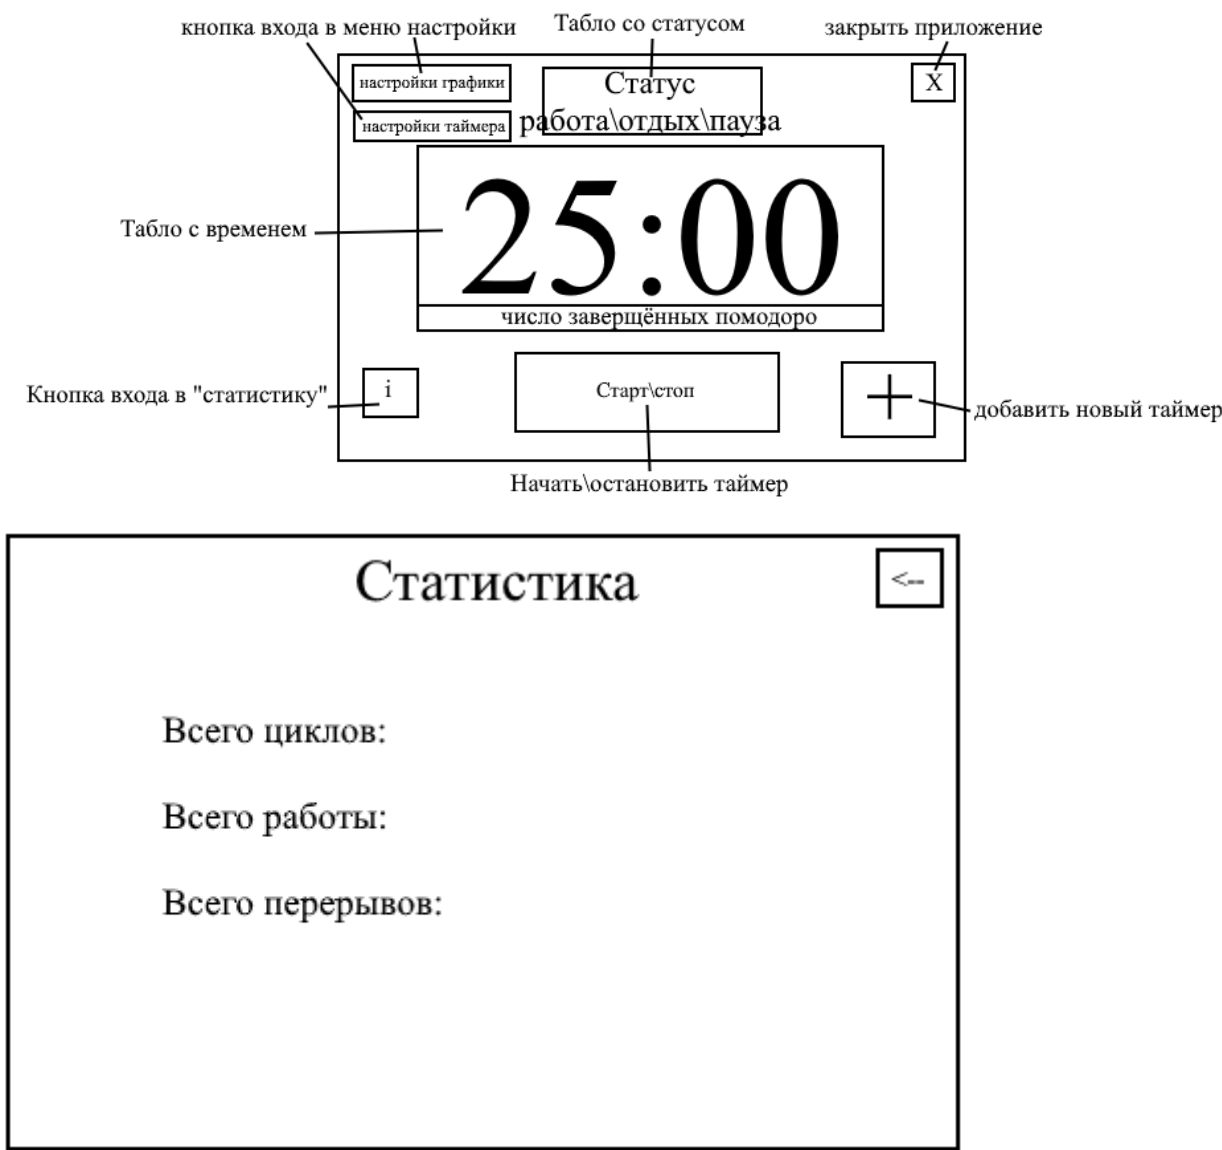 кнопка входа в меню настройки
Табло со статусом
закрыть приложение
настройки графики
Статус
X
настройки таймера
работа\отдых\пауза
Табло с временем
25:00
число заверщённых помодоро
Кнопка входа в "статистику"
i
Старт\стоп
+
добавить новый таймер
Начать\остановить таймер
Статистика
<--
Всего циклов:
Всего работы:
Всего перерывов: